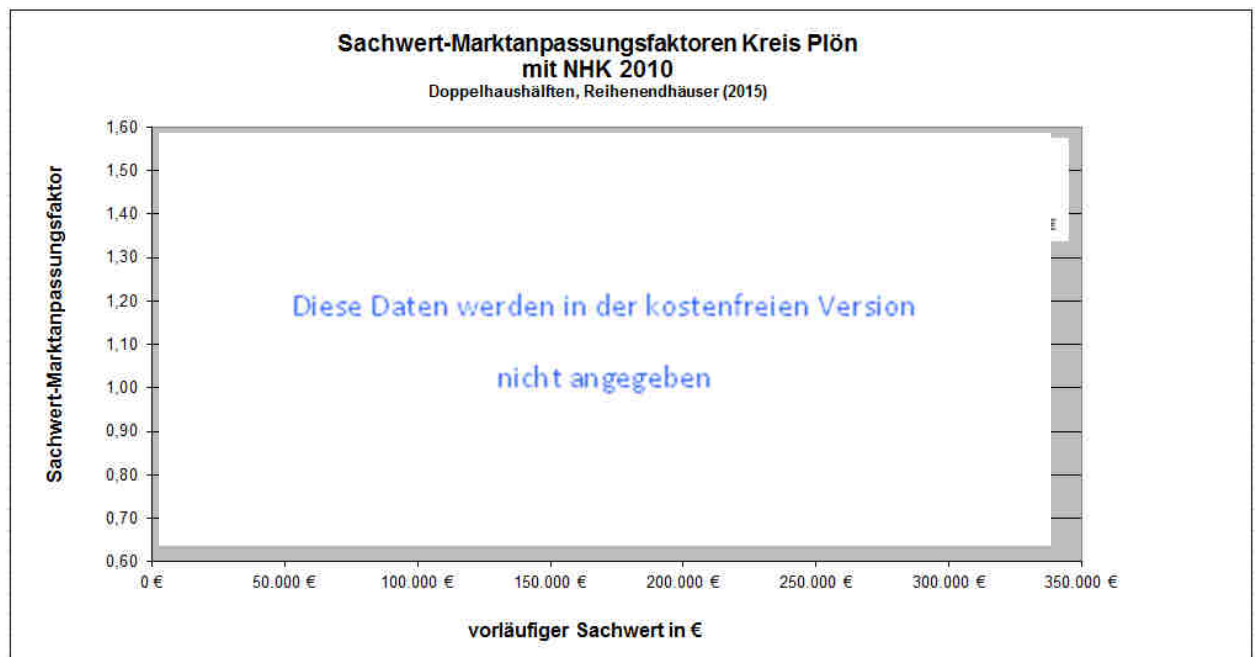 Sachwert-Marktanpassungsfaktoren Kreis Plön
mit NHK 2010
Doppelhaushälften, Reihenendhäuser (2015)
Sachwert-Marktanpassungsfaktor
1,60
1,50
1,40
1,30
1,20
1,10
1,00
0,90
0,80
0,70
0,60
Diese Daten werden in der kostenfreien Version
nicht angegeben
0 € 50.000 € 100.000 € 150.000 € 200.000 € 250.000 € 300.000 € 350.000 €
vorläufiger Sachwert in €